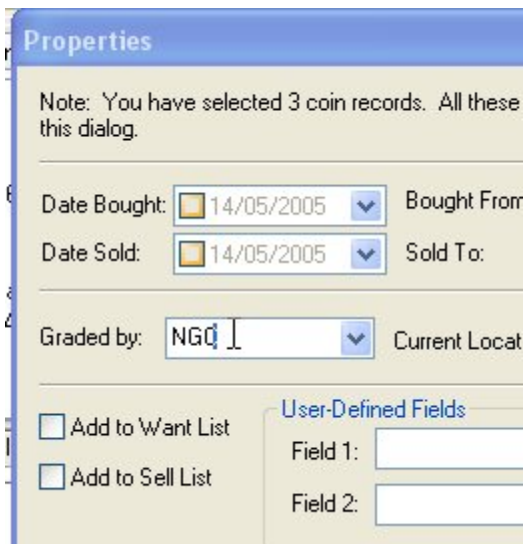 Properties
Note: You have selected 3 coin records. All these
this dialog.
Date Bought: 14/05/2005 Bought From
Date Sold: 14/05/2005 Sold To:
Graded by: NGC Current Locat
Add to Want List
Add to Sell List
User-Defined Fields
Field 1:
Field 2: